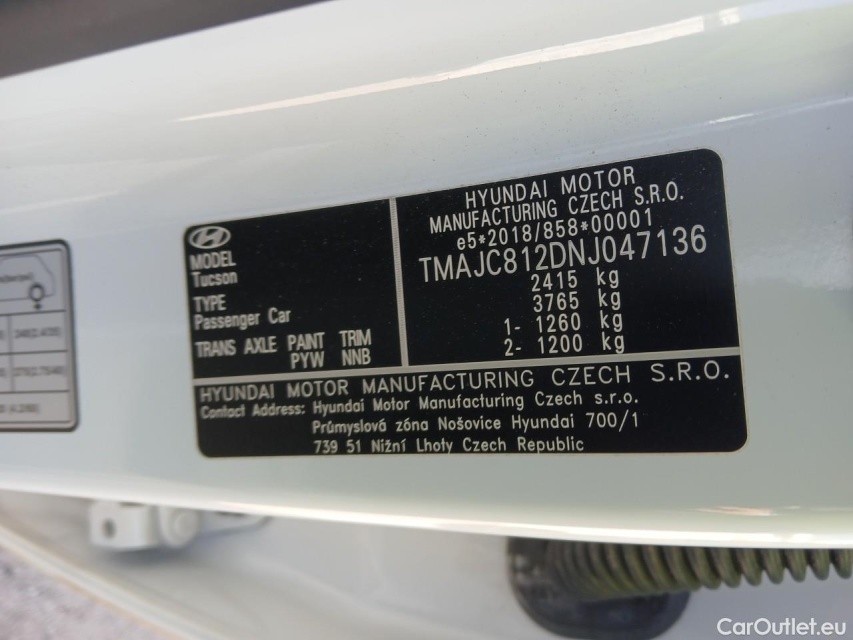 HYUNDAI MOTOR
MANUFACTURING CZECH S.R.O.
e5*2018/858*00001
TMAJC812DNJ047136
2415 kg
3765 kg
1- 1260 kg
2- 1200 kg
MODEL
Tucson
TYPE
Passenger Car
TRANS AXLE PAINT TRIM
PYW NNB
HYUNDAI MOTOR MANUFACTURING CZECH S.R.O.
Contact Address: Hyundai Motor Manufacturing Czech s.r.o.
Průmyslová zóna Nošovice Hyundai 700/1
739 51 Nižní Lhoty Czech Republic
CarOutlet.eu